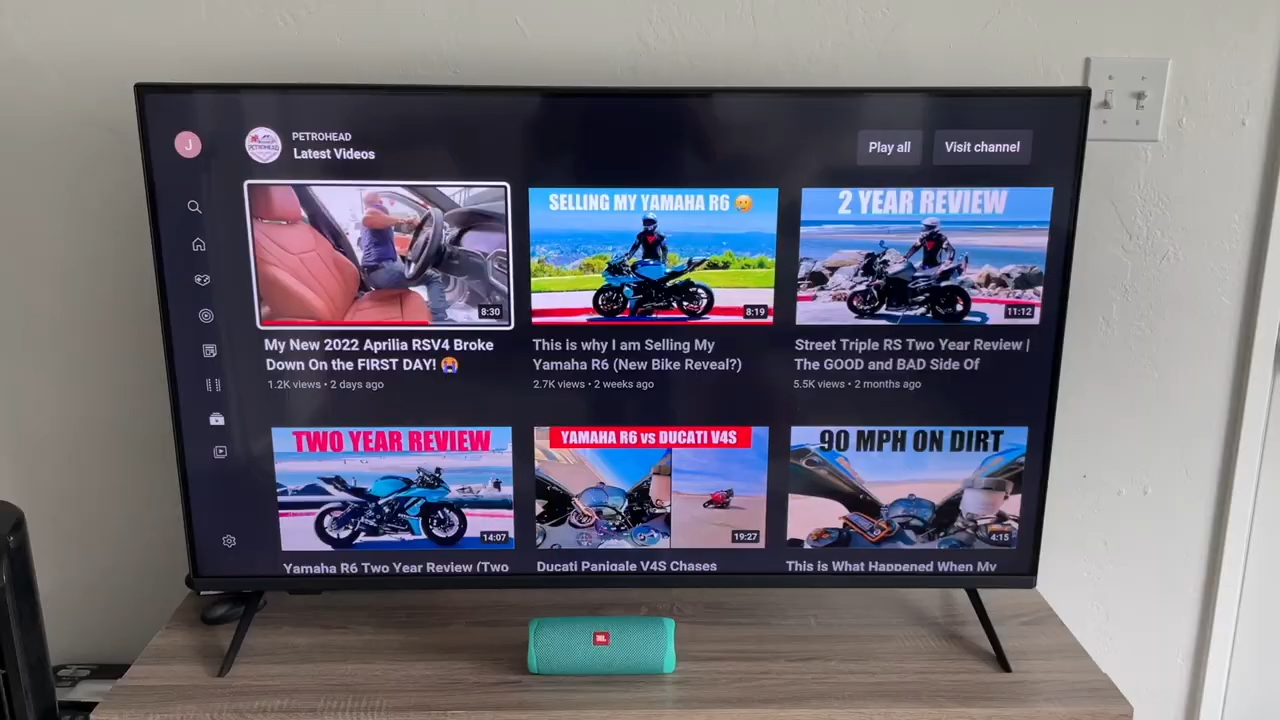 J
PETROHEAD
PETROHEAD
Latest Videos
Play all
Visit channel
8:30
SELLING MY YAMAHA R6 🥲
8:19
2 YEAR REVIEW
11:12
My New 2022 Aprilia RSV4 Broke
Down On the FIRST DAY! 😭
1.2K views • 2 days ago
This is why I am Selling My
Yamaha R6 (New Bike Reveal?)
2.7K views • 2 weeks ago
Street Triple RS Two Year Review |
The GOOD and BAD Side Of
5.5K views • 2 months ago
TWO YEAR REVIEW
14:07
YAMAHA R6 vs DUCATI V4S
19:27
90 MPH ON DIRT
4:15
Yamaha R6 Two Year Review (Two
Ducati Panigale V4S Chases
This is What Happened When My
JBL